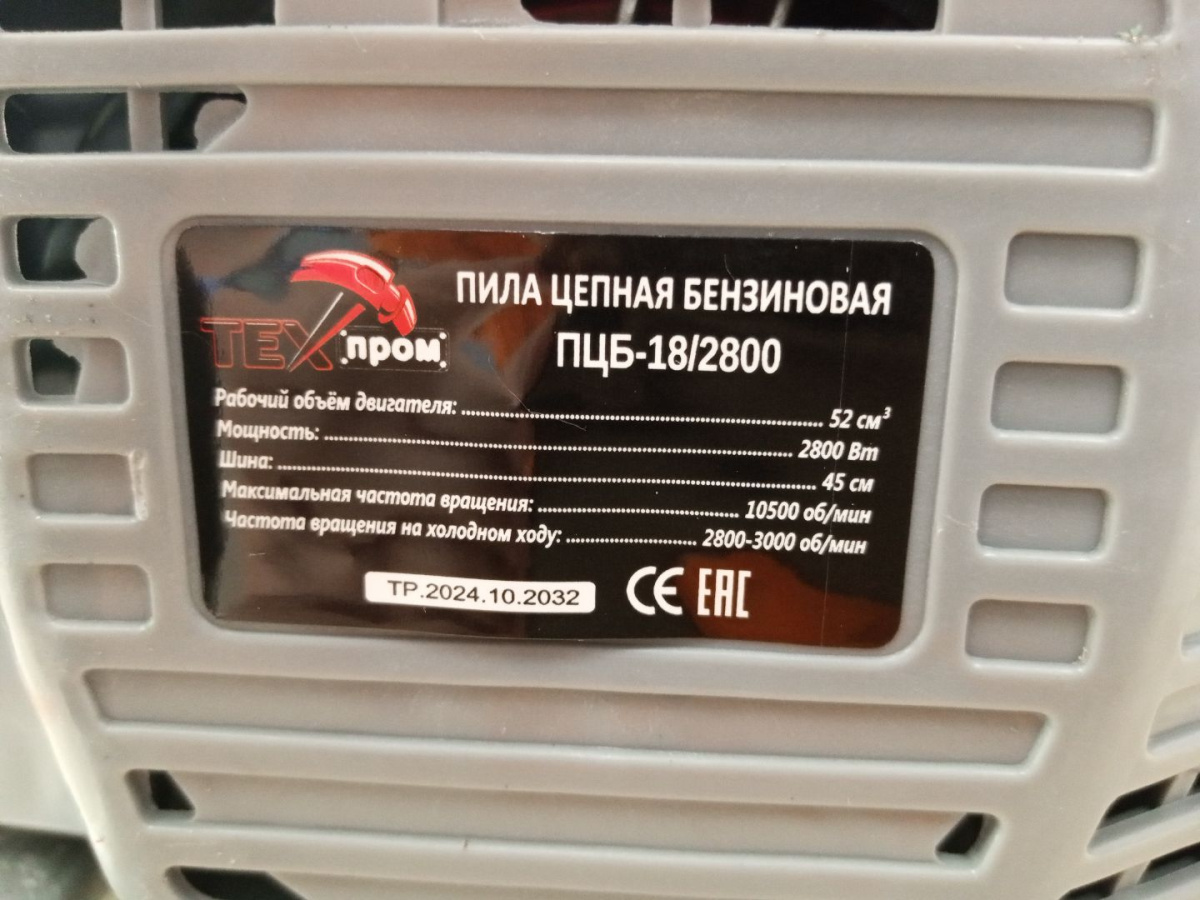 ТЕХ пром
ПИЛА ЦЕПНАЯ БЕНЗИНОВАЯ
ПЦБ-18/2800
Рабочий объём двигателя: 52 см³
Мощность: 2800 Вт
Шина: 45 см
Максимальная частота вращения: 10500 об/мин
Частота вращения на холодном ходу: 2800-3000 об/мин
TP.2024.10.2032 CE EAC